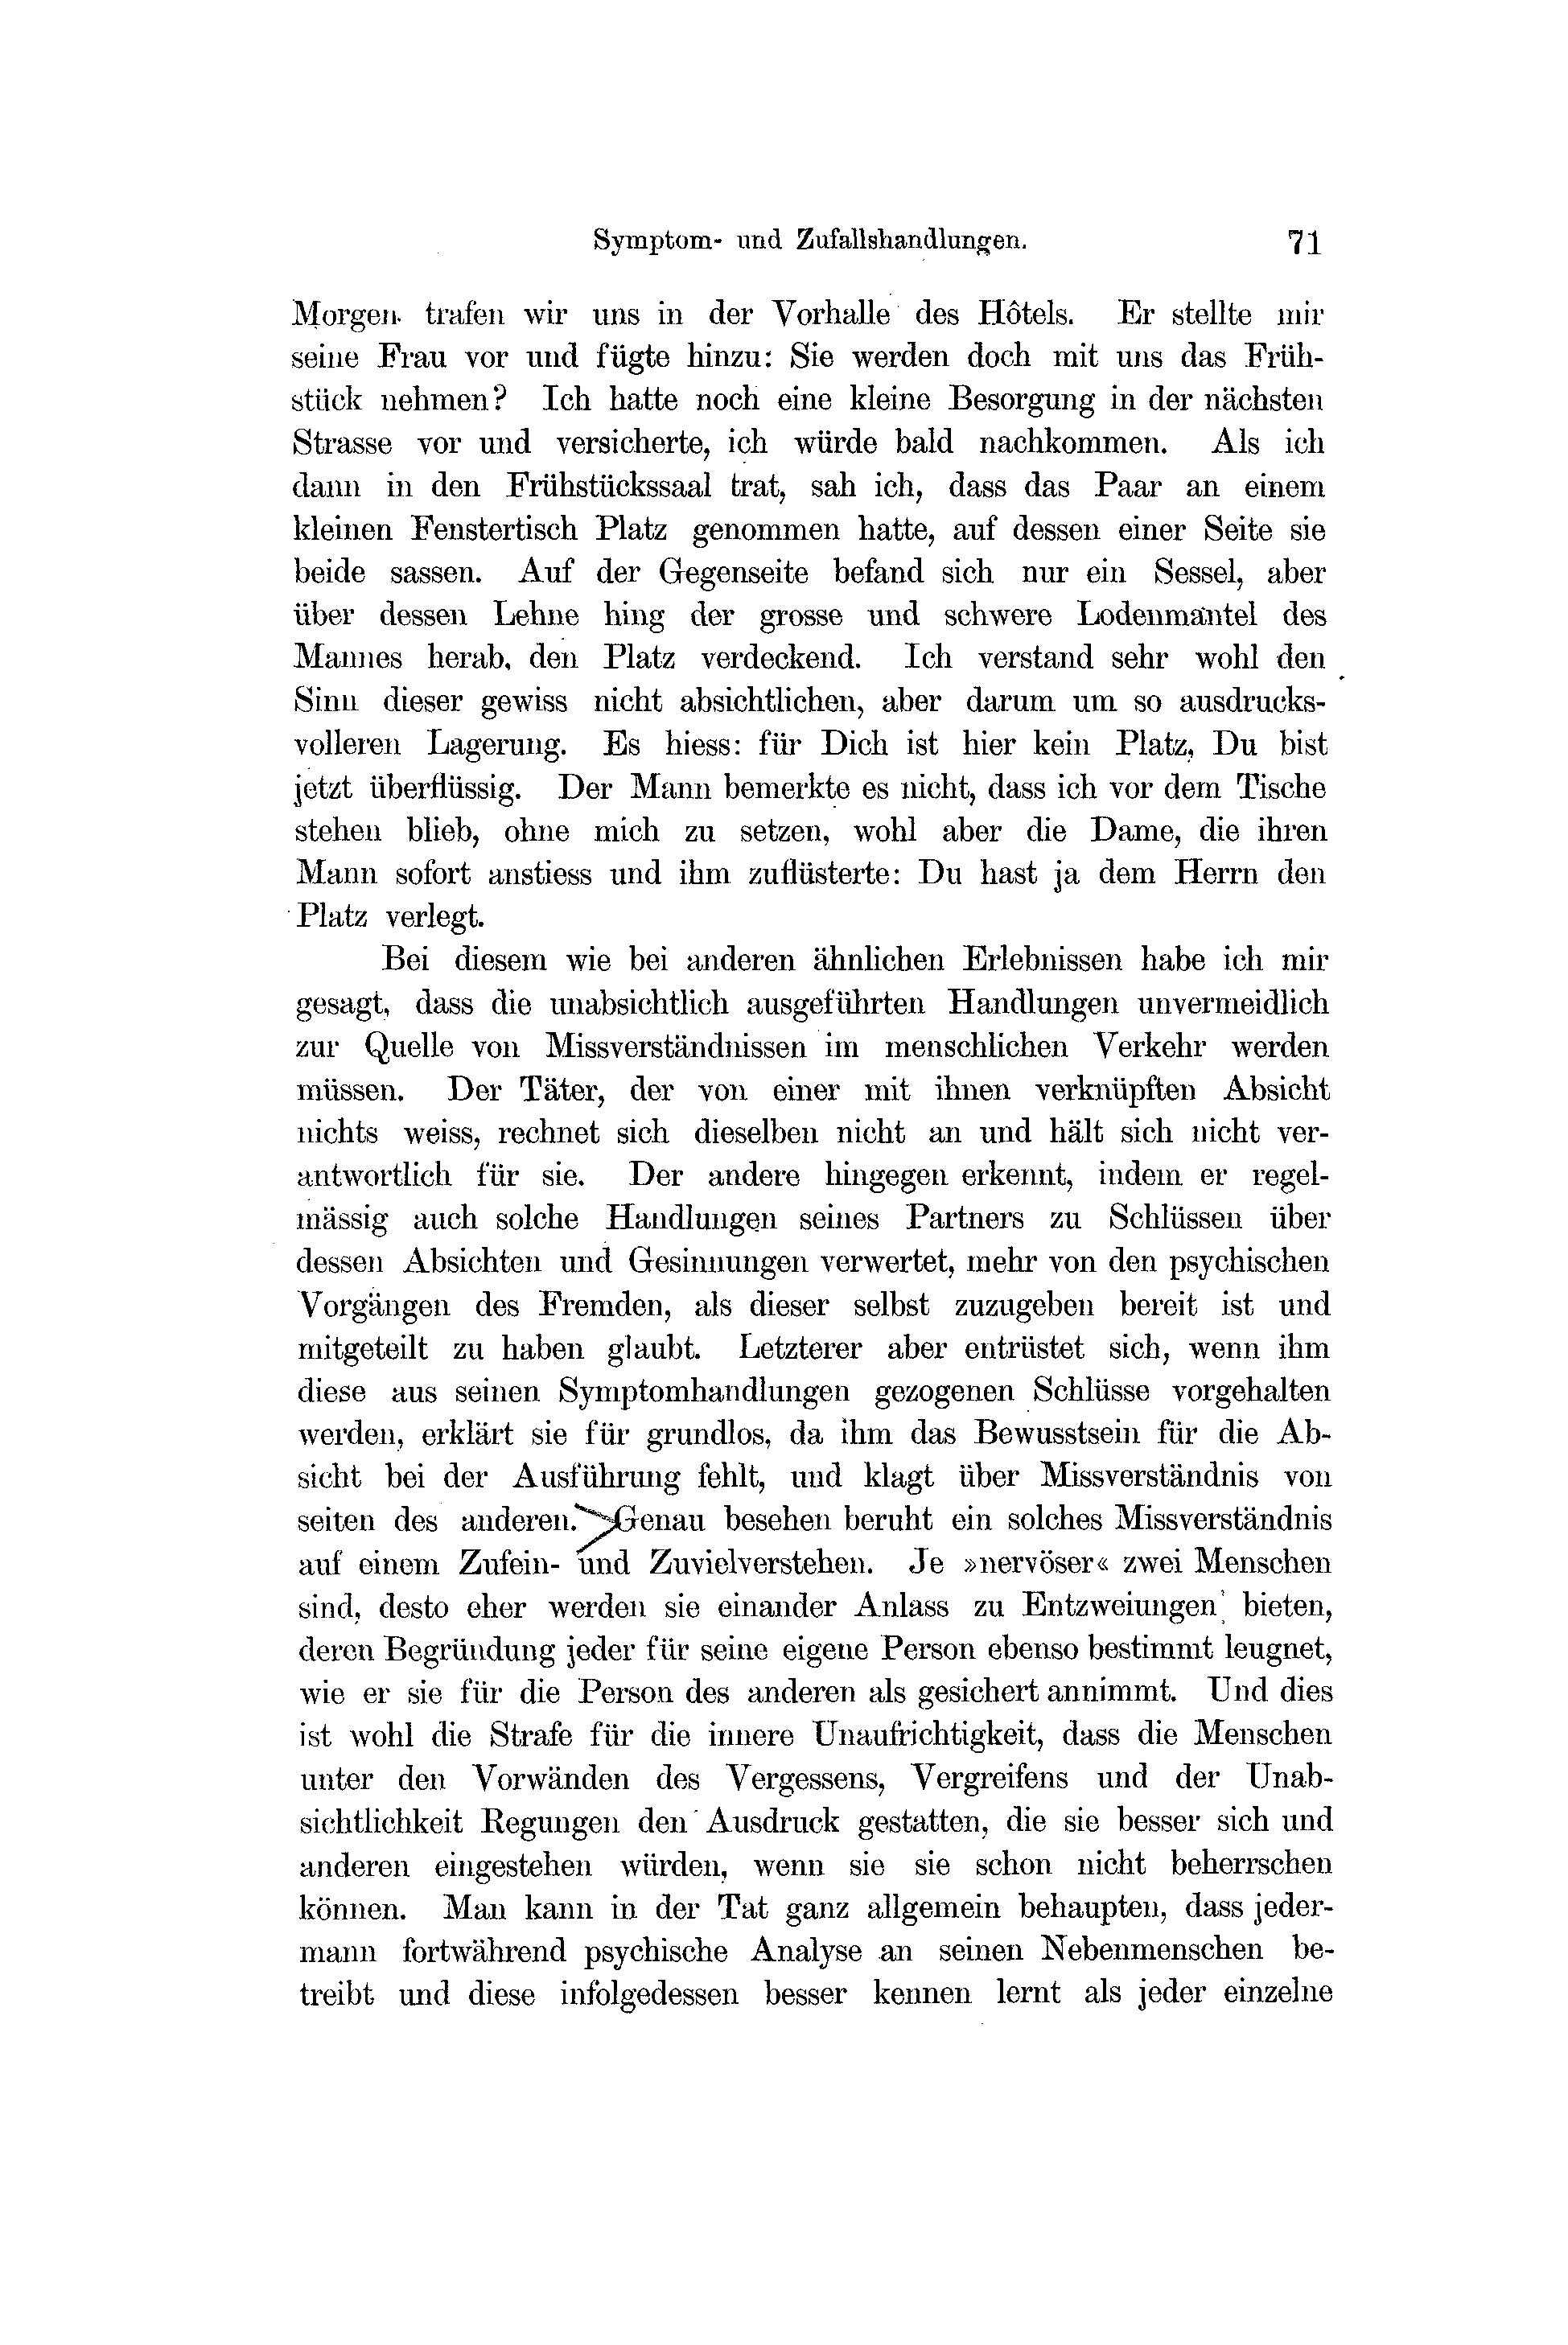 Symptom- und Zufallshandlungen. 71
Morgen trafen wir uns in der Vorhalle des Hôtels. Er stellte mir
seine Frau vor und fügte hinzu: Sie werden doch mit uns das Früh-
stück nehmen? Ich hatte noch eine kleine Besorgung in der nächsten
Strasse vor und versicherte, ich würde bald nachkommen. Als ich
dann in den Frühstückssaal trat, sah ich, dass das Paar an einem
kleinen Fenstertisch Platz genommen hatte, auf dessen einer Seite sie
beide sassen. Auf der Gegenseite befand sich nur ein Sessel, aber
über dessen Lehne hing der grosse und schwere Lodenmantel des
Mannes herab, den Platz verdeckend. Ich verstand sehr wohl den
Sinn dieser gewiss nicht absichtlichen, aber darum um so ausdrucks-
volleren Lagerung. Es hiess: für Dich ist hier kein Platz, Du bist
jetzt überflüssig. Der Mann bemerkte es nicht, dass ich vor dem Tische
stehen blieb, ohne mich zu setzen, wohl aber die Dame, die ihren
Mann sofort anstiess und ihm zuflüsterte: Du hast ja dem Herrn den
Platz verlegt.
Bei diesem wie bei anderen ähnlichen Erlebnissen habe ich mir
gesagt, dass die unabsichtlich ausgeführten Handlungen unvermeidlich
zur Quelle von Missverständnissen im menschlichen Verkehr werden
müssen. Der Täter, der von einer mit ihnen verknüpften Absicht
nichts weiss, rechnet sich dieselben nicht an und hält sich nicht ver-
antwortlich für sie. Der andere hingegen erkennt, indem er regel-
mässig auch solche Handlungen seines Partners zu Schlüssen über
dessen Absichten und Gesinnungen verwertet, mehr von den psychischen
Vorgängen des Fremden, als dieser selbst zuzugeben bereit ist und
mitgeteilt zu haben glaubt. Letzterer aber entrüstet sich, wenn ihm
diese aus seinen Symptomhandlungen gezogenen Schlüsse vorgehalten
werden, erklärt sie für grundlos, da ihm das Bewusstsein für die Ab-
sicht bei der Ausführung fehlt, und klagt über Missverständnis von
seiten des anderen. Genau besehen beruht ein solches Missverständnis
auf einem Zufein- und Zuvielverstehen. Je »nervöser« zwei Menschen
sind, desto eher werden sie einander Anlass zu Entzweiungen bieten,
deren Begründung jeder für seine eigene Person ebenso bestimmt leugnet,
wie er sie für die Person des anderen als gesichert annimmt. Und dies
ist wohl die Strafe für die innere Unaufrichtigkeit, dass die Menschen
unter den Vorwänden des Vergessens, Vergreifens und der Unab-
sichtlichkeit Regungen den Ausdruck gestatten, die sie besser sich und
anderen eingestehen würden, wenn sie sie schon nicht beherrschen
können. Man kann in der Tat ganz allgemein behaupten, dass jeder-
mann fortwährend psychische Analyse an seinen Nebenmenschen be-
treibt und diese infolgedessen besser kennen lernt als jeder einzelne